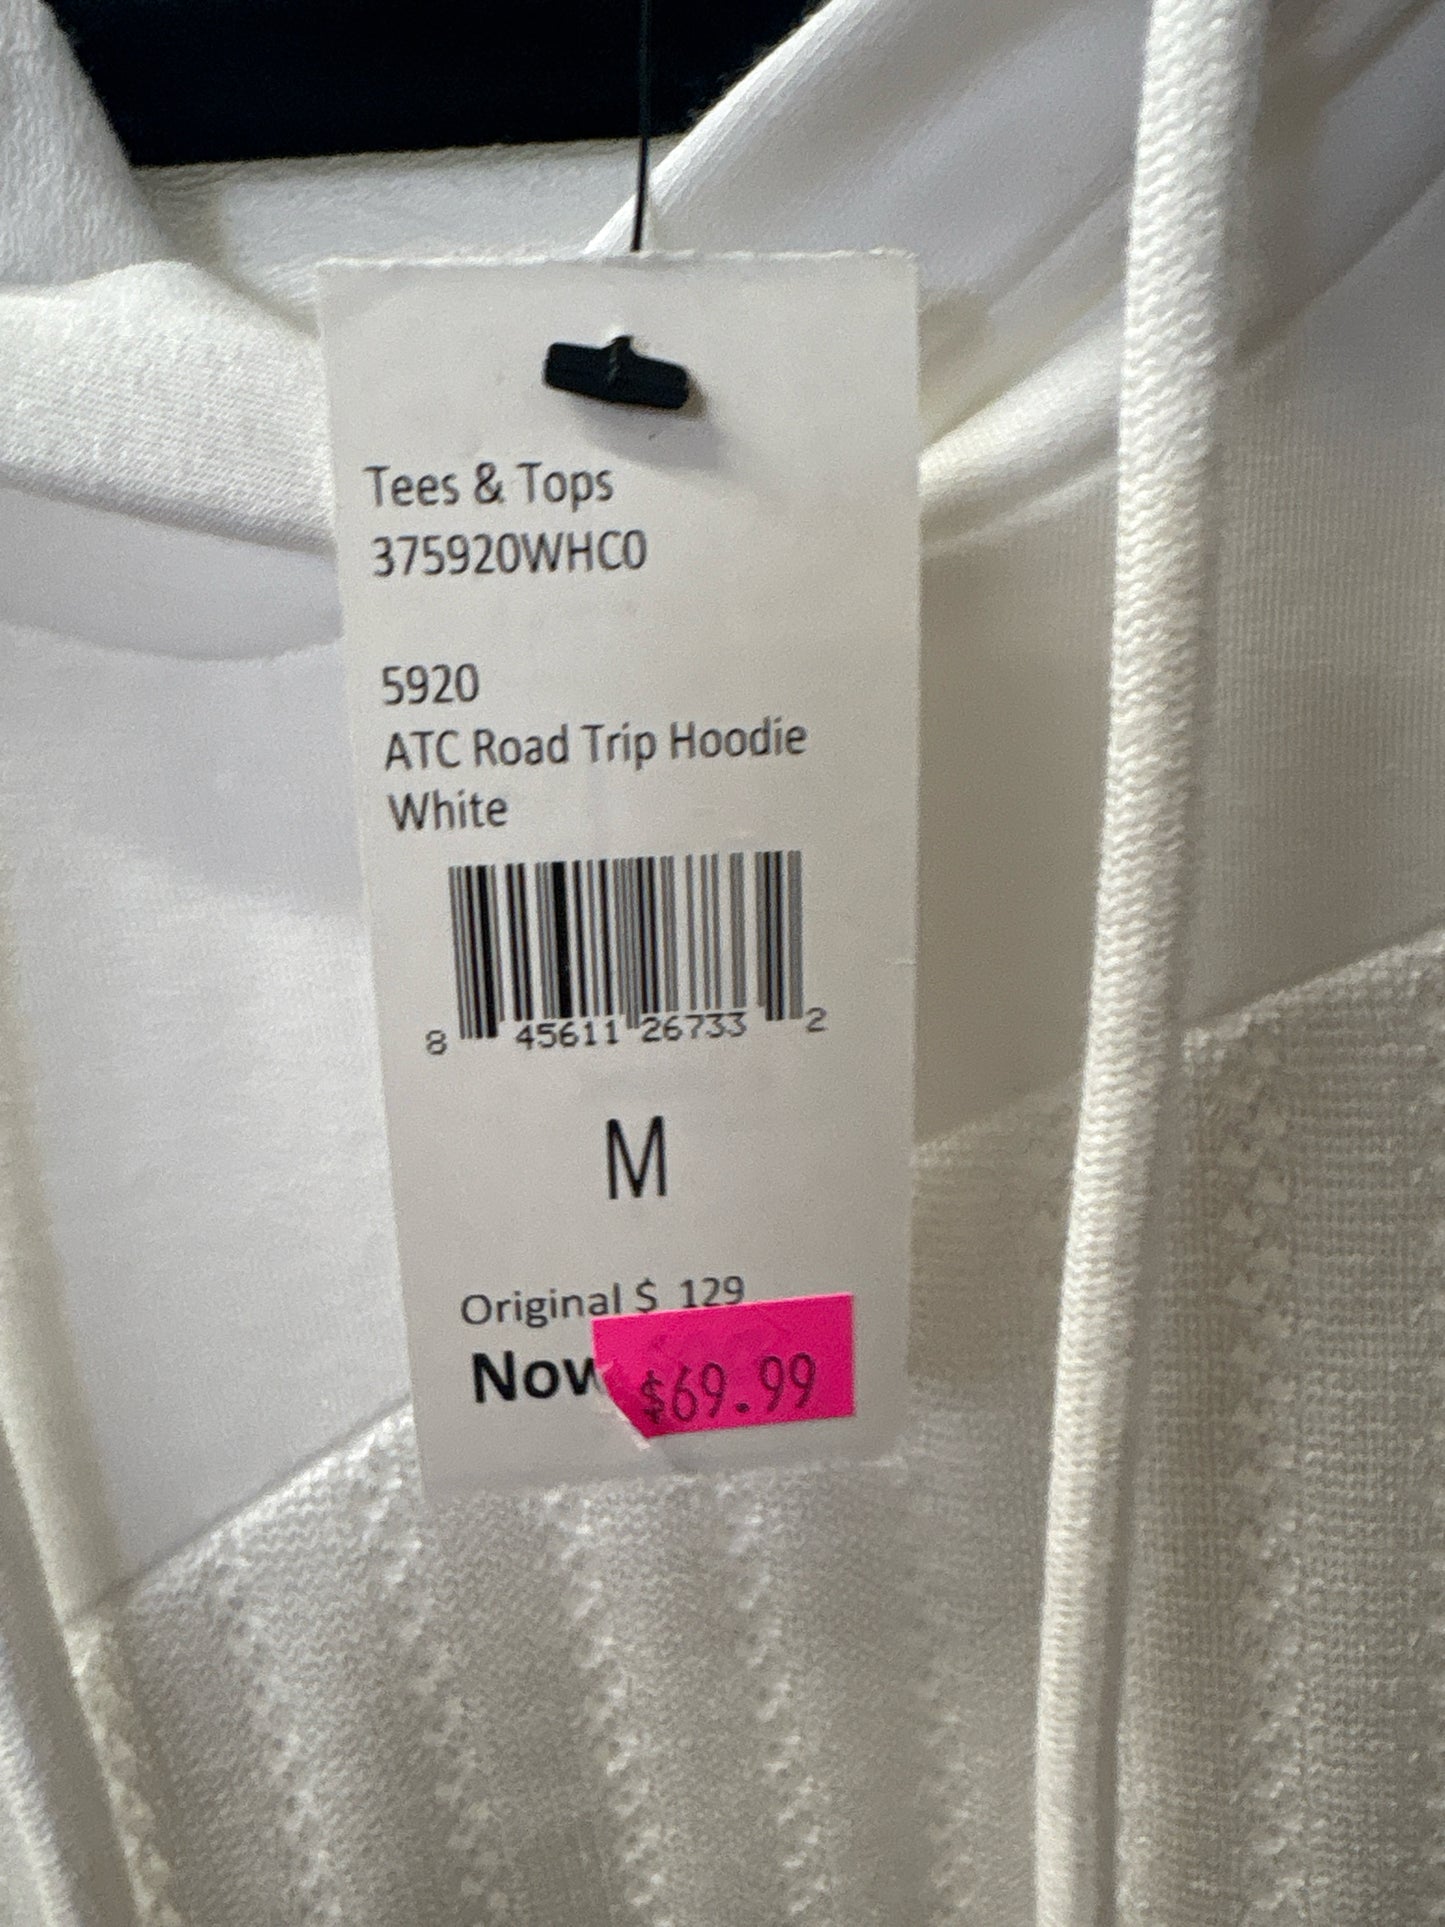 Tees & Tops
375920WHC0
5920
ATC Road Trip Hoodie
White
8 45611 26733 2
M
Original $ 129
Now $69.99